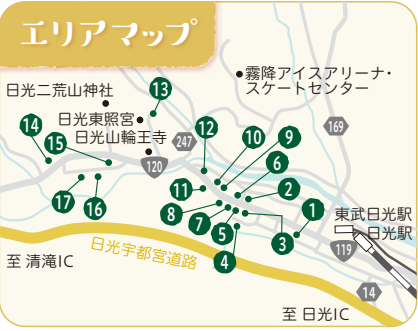 エリアマップ
霧降アイスアリーナ・
スケートセンター
日光二荒山神社
13
日光東照宮
日光山輪王寺
14
15
247
12
10
9
169
120
6
2
11
17
16
8
7
5
4
3
1
東武日光駅
日光駅
119
日光宇都宮道路
至 清滝IC
14
至 日光IC